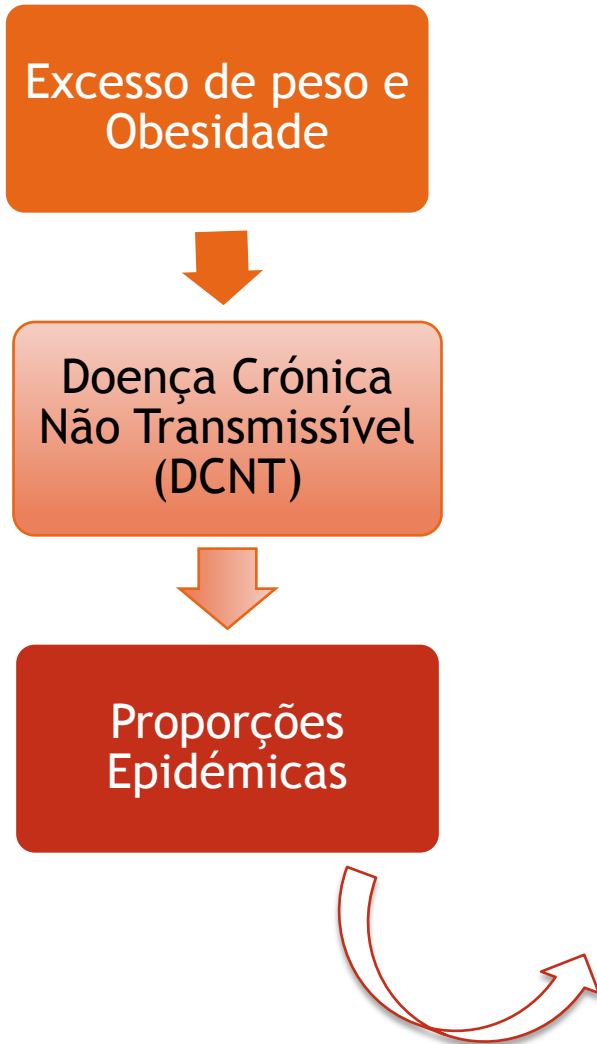 Excesso de peso e
Obesidade
Doença Crónica
Não Transmissível
(DCNT)
Proporções
Epidémicas